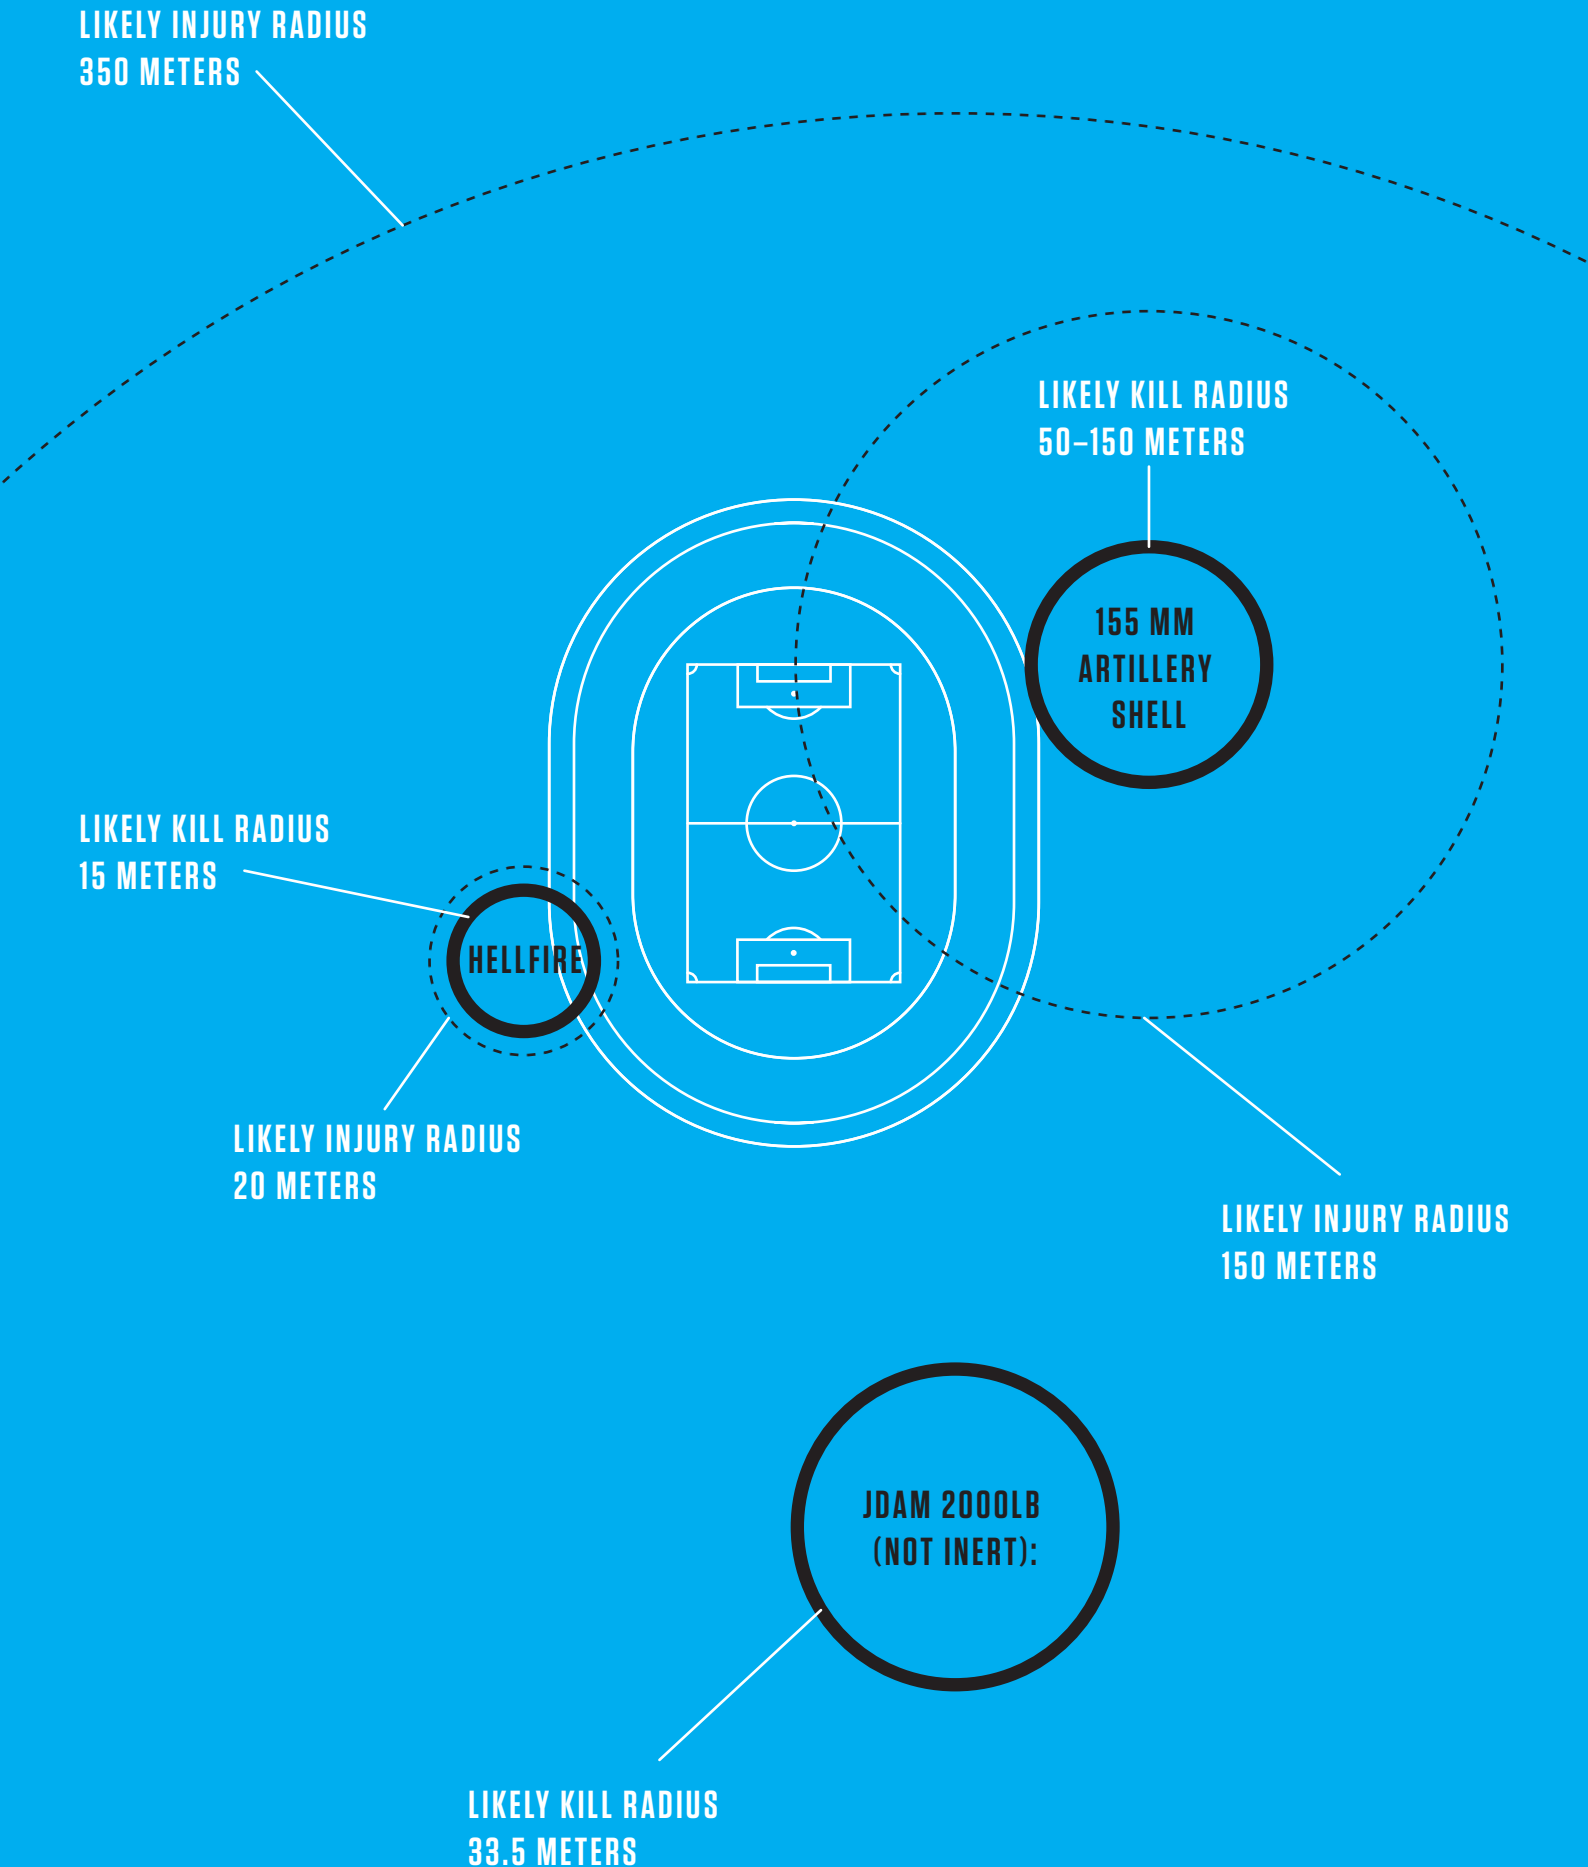 LIKELY INJURY RADIUS
350 METERS
LIKELY KILL RADIUS
50–150 METERS
155 MM
ARTILLERY
SHELL
LIKELY KILL RADIUS
15 METERS
HELLFIRE
LIKELY INJURY RADIUS
20 METERS
LIKELY INJURY RADIUS
150 METERS
JDAM 2000LB
(NOT INERT):
LIKELY KILL RADIUS
33.5 METERS